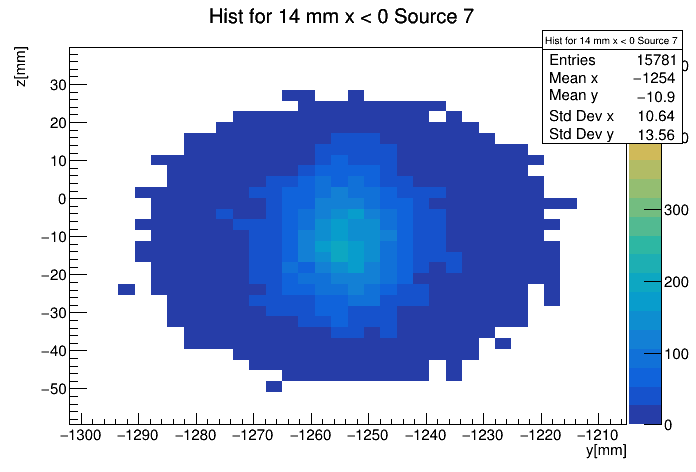 Hist for 14 mm x < 0 Source 7
z[mm]
Hist for 14 mm x < 0 Source 7
Entries 15781
Mean x −1254
Mean y −10.9
Std Dev x 10.64
Std Dev y 13.56
30
20
10
0
−10
−20
−30
−40
−50
0
0
300
200
100
0
−1300 −1290 −1280 −1270 −1260 −1250 −1240 −1230 −1220 −1210
y[mm]